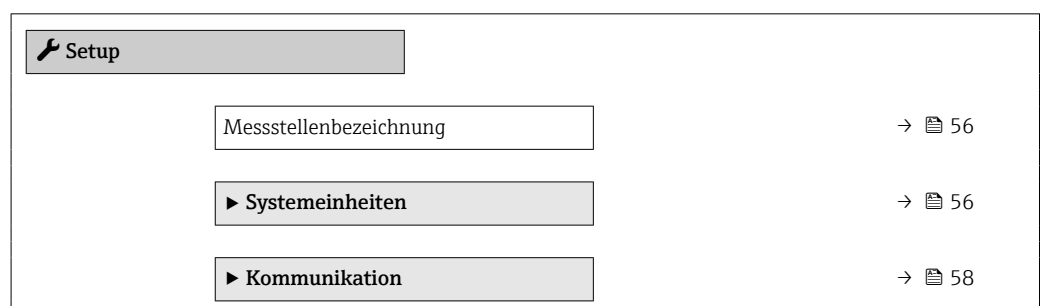 Setup
Messstellenbezeichnung → 56
▶ Systemeinheiten → 56
▶ Kommunikation → 58